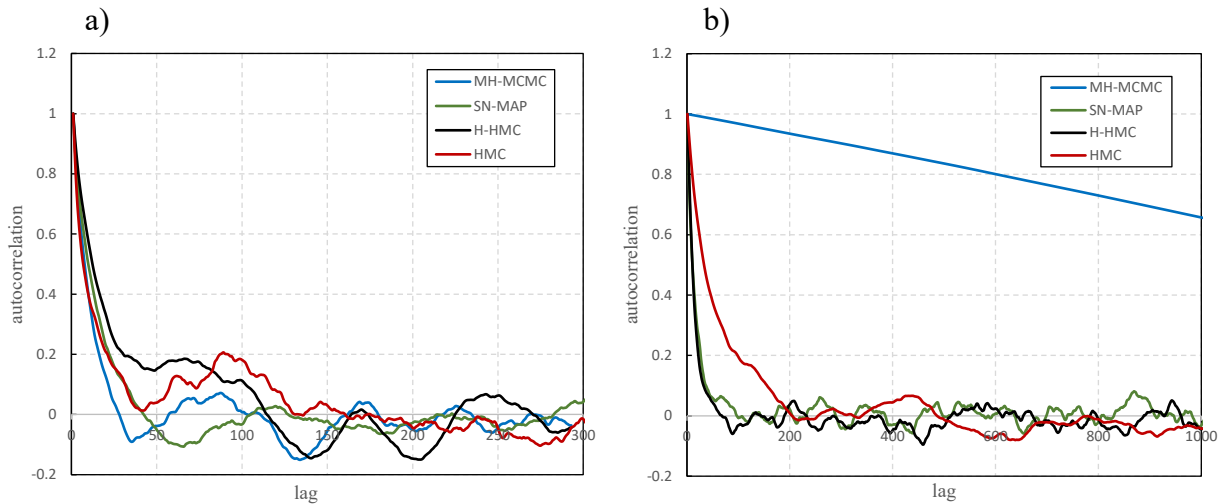 a)
1.2
1
0.8
0.6
0.4
0.2
0
-0.2
0
50
100
150
200
250
300
autocorrelation
lag
MH-MCMC
SN-MAP
H-HMC
HMC
b)
1.2
1
0.8
0.6
0.4
0.2
0
-0.2
0
200
400
600
800
1000
autocorrelation
lag
MH-MCMC
SN-MAP
H-HMC
HMC